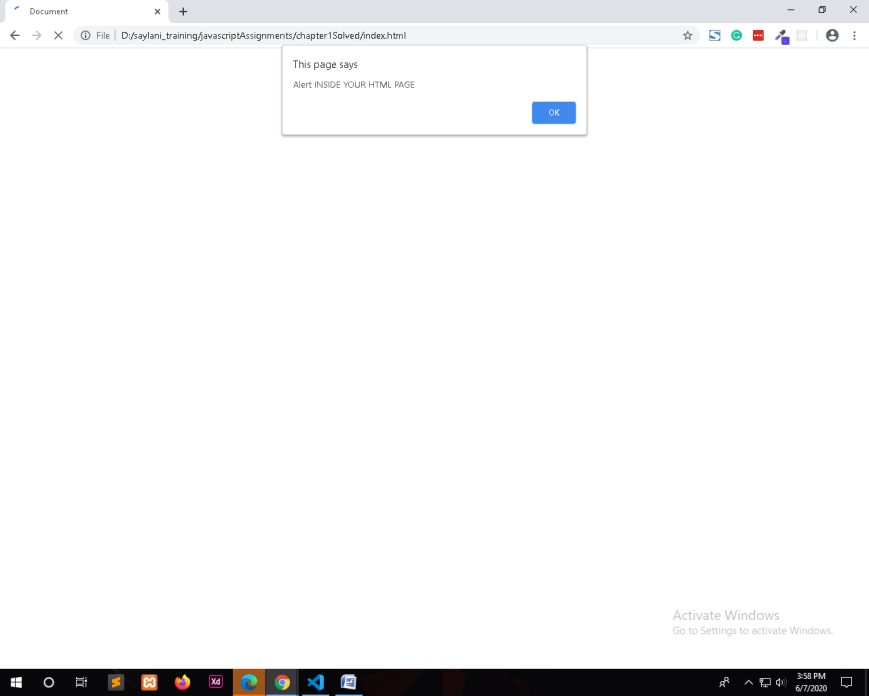 Document
File
D:/saylani_training/javascriptAssignments/chapter1Solved/index.html
This page says
Alert INSIDE YOUR HTML PAGE
OK
Activate Windows
Go to Settings to activate Windows.
Xd
3:58 PM
6/7/2020